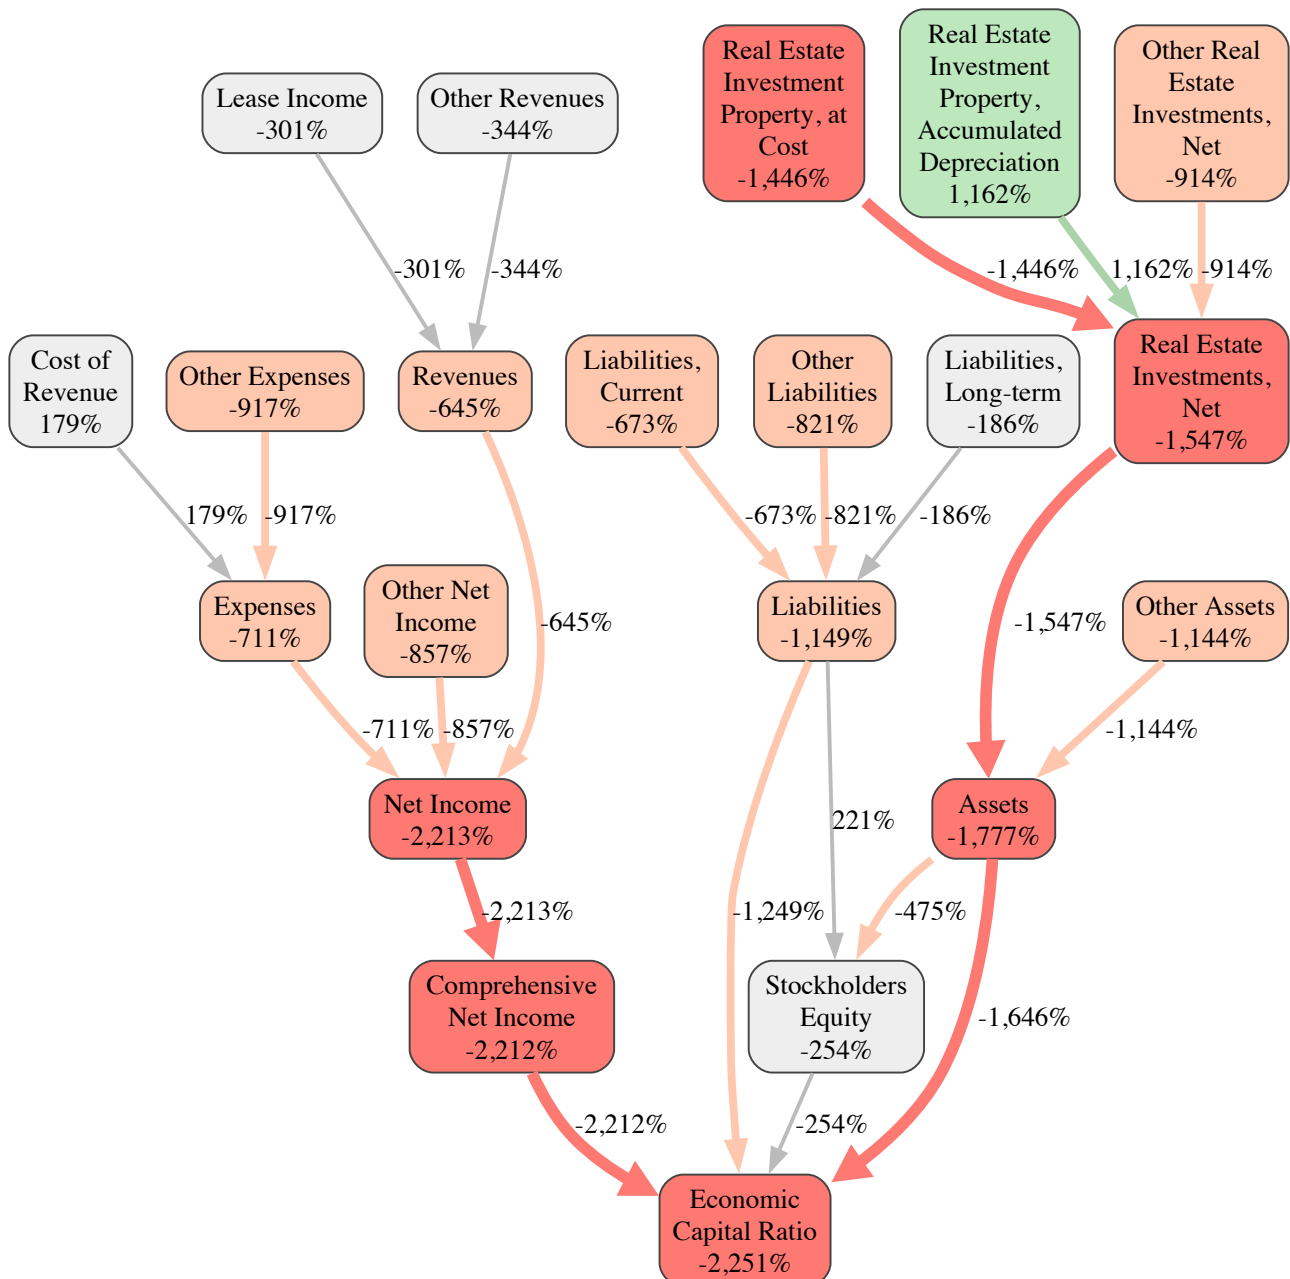 Real Estate
Investment
Property, at
Cost
-1,446%
Real Estate
Investment
Property,
Accumulated
Depreciation
1,162%
Other Real
Estate
Investments,
Net
-914%
Lease Income
-301%
Other Revenues
-344%
-301%
-344%
-1,446%
1,162%
-914%
Cost of
Revenue
179%
Other Expenses
-917%
Revenues
-645%
Liabilities,
Current
-673%
Other
Liabilities
-821%
Liabilities,
Long-term
-186%
Real Estate
Investments,
Net
-1,547%
179%
-917%
-673%
-821%
-186%
Expenses
-711%
Other Net
Income
-857%
-645%
Liabilities
-1,149%
-1,547%
Other Assets
-1,144%
-711%
-857%
-1,144%
Net Income
-2,213%
221%
Assets
-1,777%
-2,213%
-1,249%
-475%
Comprehensive
Net Income
-2,212%
Stockholders
Equity
-254%
-1,646%
-2,212%
-254%
Economic
Capital Ratio
-2,251%